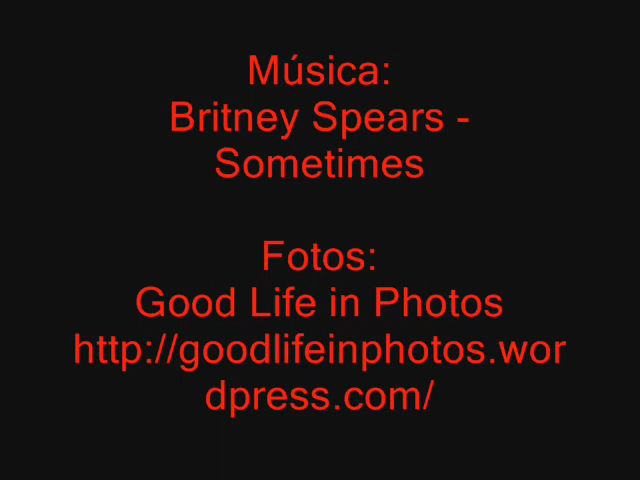 Música:
Britney Spears -
Sometimes
Fotos:
Good Life in Photos
http://goodlifeinphotos.wor
dpress.com/